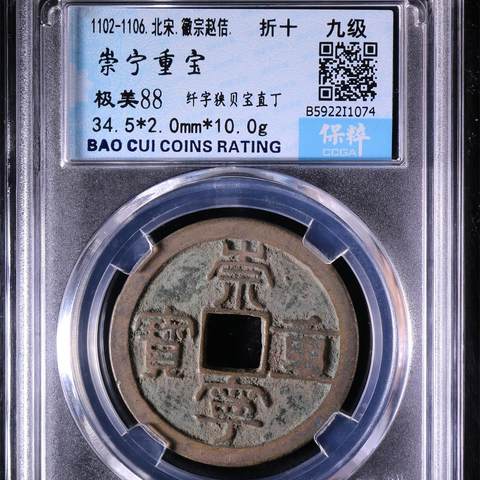 1102-1106.北宋.徽宗赵佶. 折十 九级
崇宁重宝
极美88 纤字狭贝宝直丁
34.5*2.0mm*10.0g
BAO CUI COINS RATING
B5922I1074
保粹
CCGA
崇
寶 重
寧